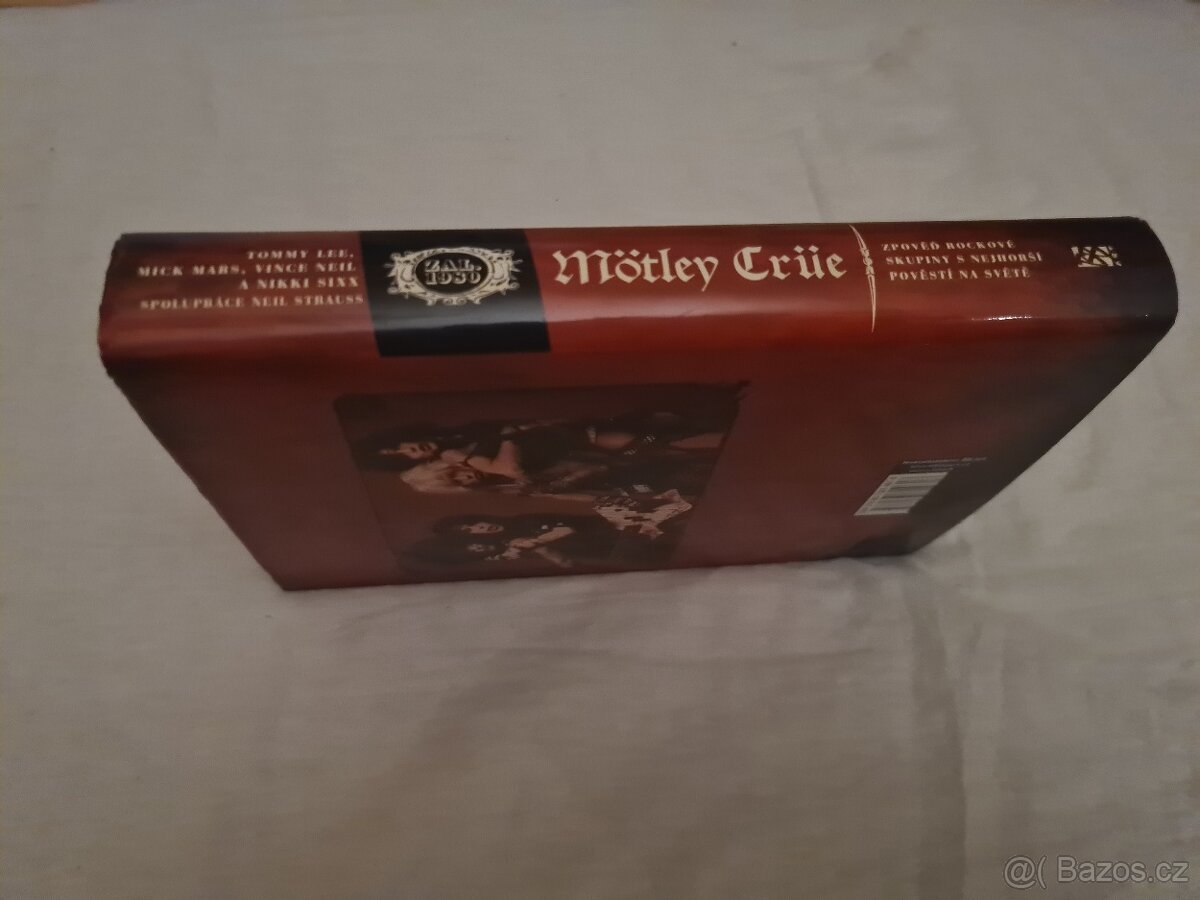 TOMMY LEE,
MICK MARS, VINCE NEIL
A NIKKI SIXX
SPOLUPRÁCE NEIL STRAUSS
ZAL.
1930
Mötley Crüe
ZPOVĚĎ ROCKOVÉ
SKUPINY S NEJHORŠÍ
POVĚSTÍ NA SVĚTĚ
@( Bazos.cz